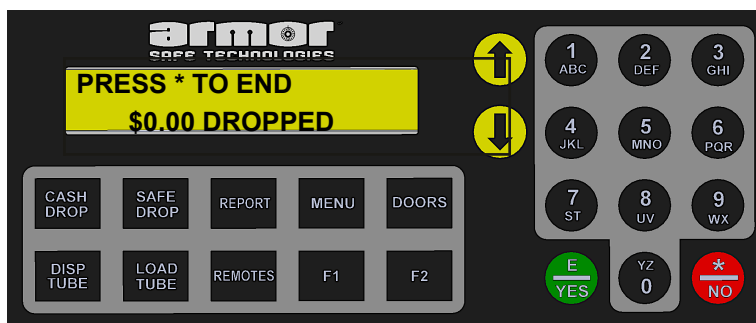 armor
SAFE TECHNOLOGIES
PRESS * TO END
$0.00 DROPPED
1
ABC
2
DEF
3
GHI
4
JKL
5
MNO
6
PQR
7
ST
8
UV
9
WX
E
YES
YZ
0
*
NO
CASH
DROP
SAFE
DROP
REPORT
MENU
DOORS
DISP
TUBE
LOAD
TUBE
REMOTES
F1
F2